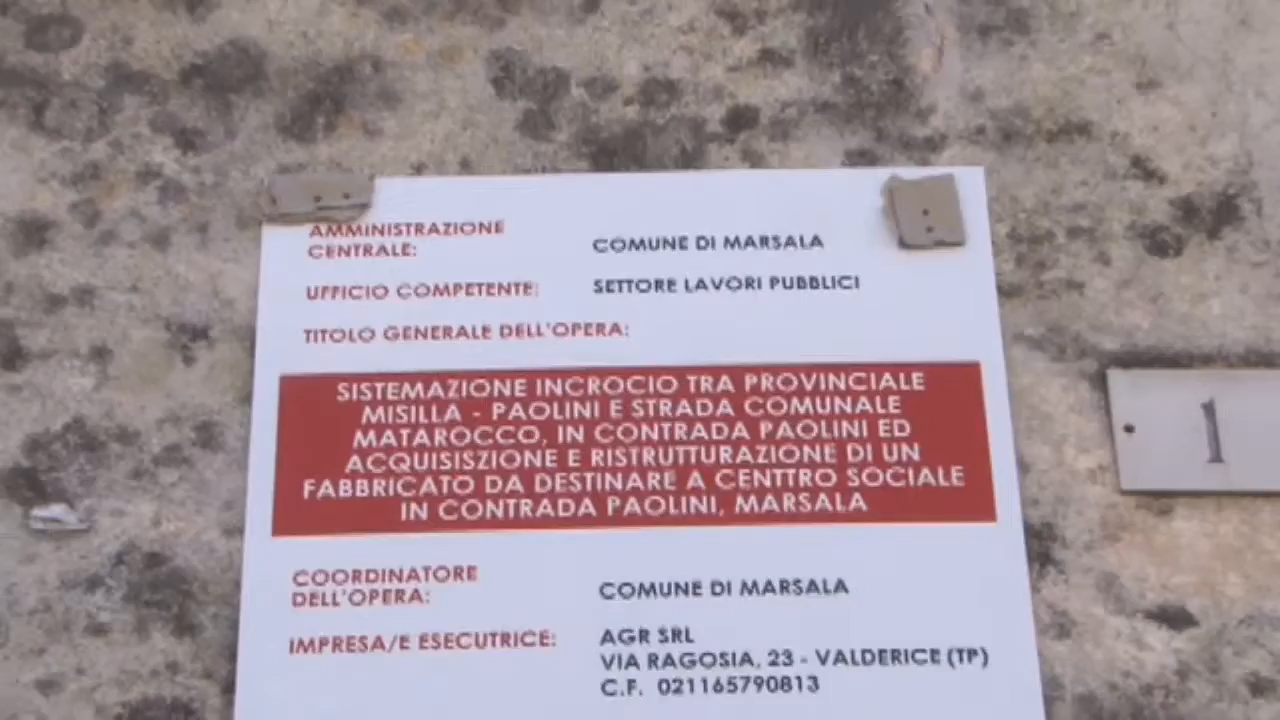 AMMINISTRAZIONE
CENTRALE:
COMUNE DI MARSALA
UFFICIO COMPETENTE:
SETTORE LAVORI PUBBLICI
TITOLO GENERALE DELL'OPERA:
SISTEMAZIONE INCROCIO TRA PROVINCIALE
MISILLA - PAOLINI E STRADA COMUNALE
MATAROCCO, IN CONTRADA PAOLINI ED
ACQUISISZIONE E RISTRUTTURAZIONE DI UN
FABBRICATO DA DESTINARE A CENTTRO SOCIALE
IN CONTRADA PAOLINI, MARSALA
COORDINATORE
DELL'OPERA:
COMUNE DI MARSALA
IMPRESA/E ESECUTRICE:
AGR SRL
VIA RAGOSIA, 23 - VALDERICE (TP)
C.F. 021165790813
1